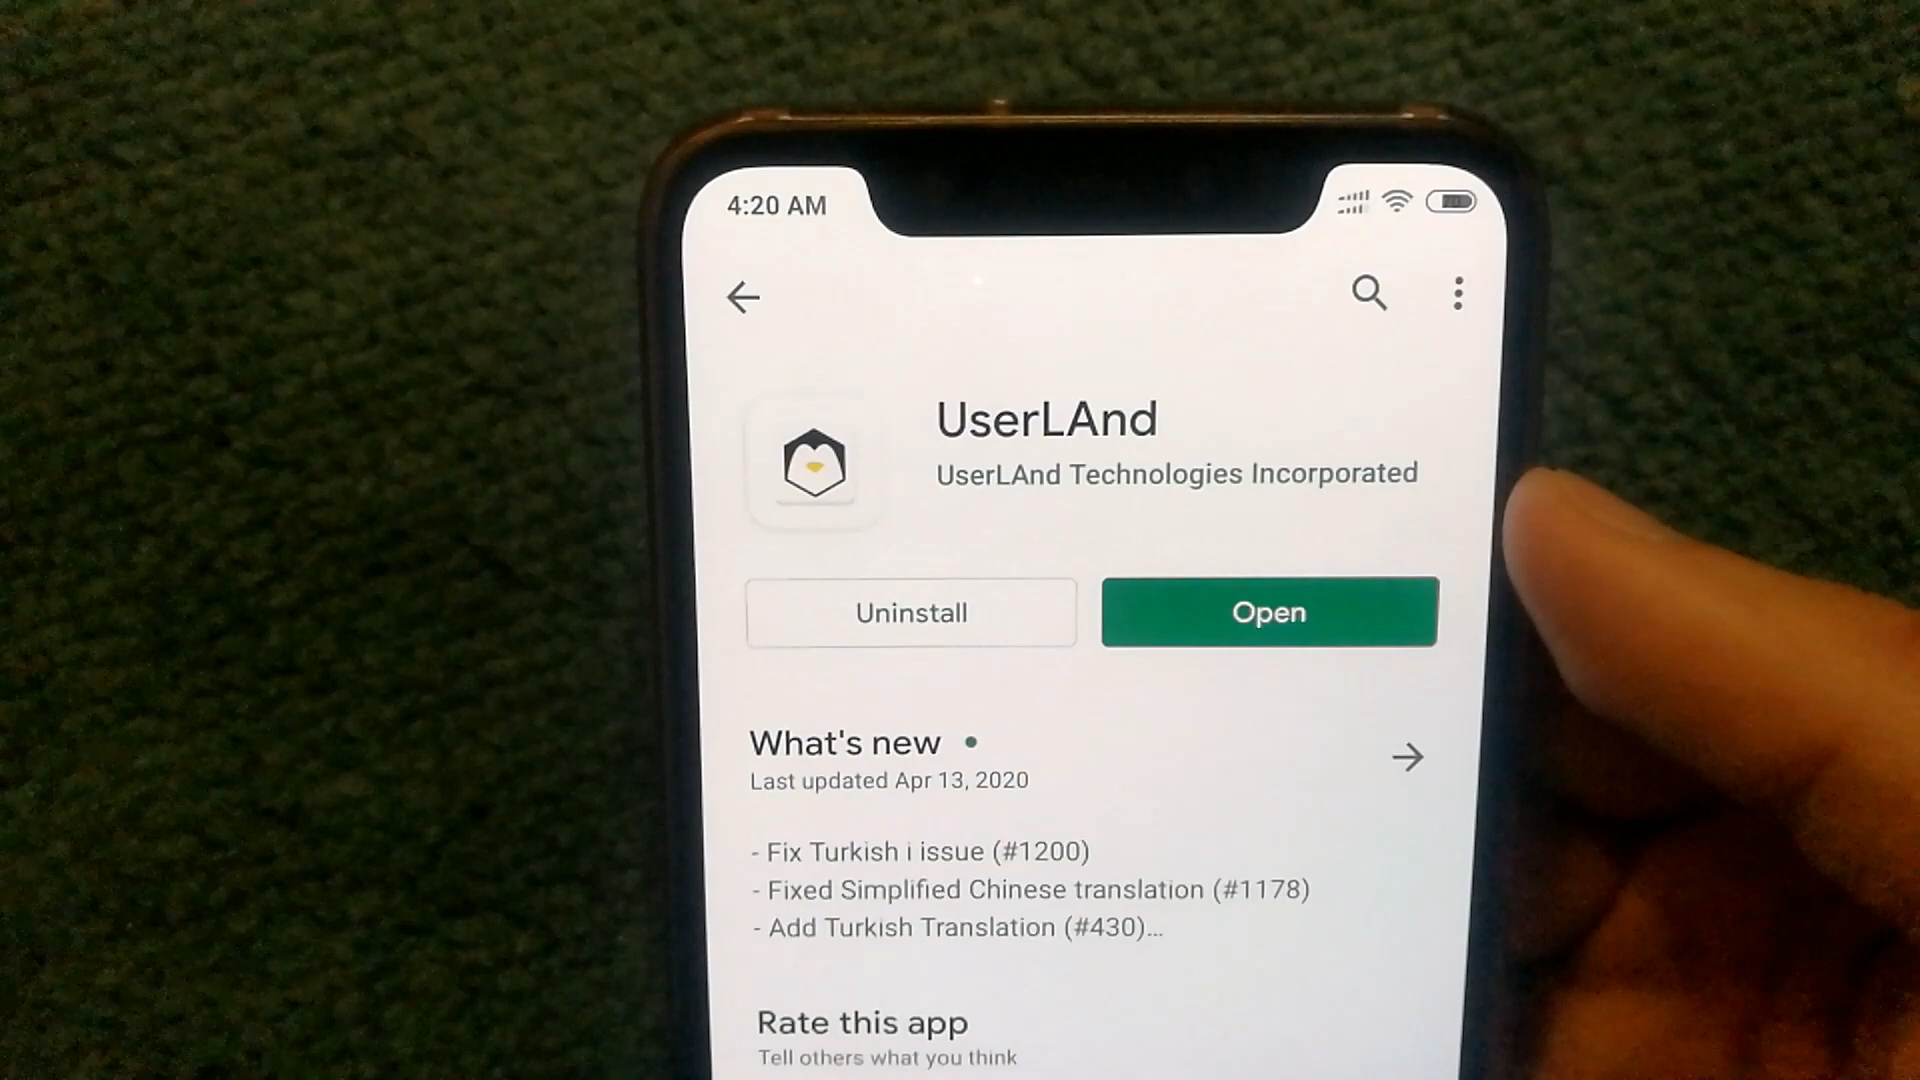 4:20 AM
UserLAnd
UserLAnd Technologies Incorporated
Uninstall
Open
What's new
Last updated Apr 13, 2020
- Fix Turkish i issue (#1200)
- Fixed Simplified Chinese translation (#1178)
- Add Turkish Translation (#430)...
Rate this app
Tell others what you think